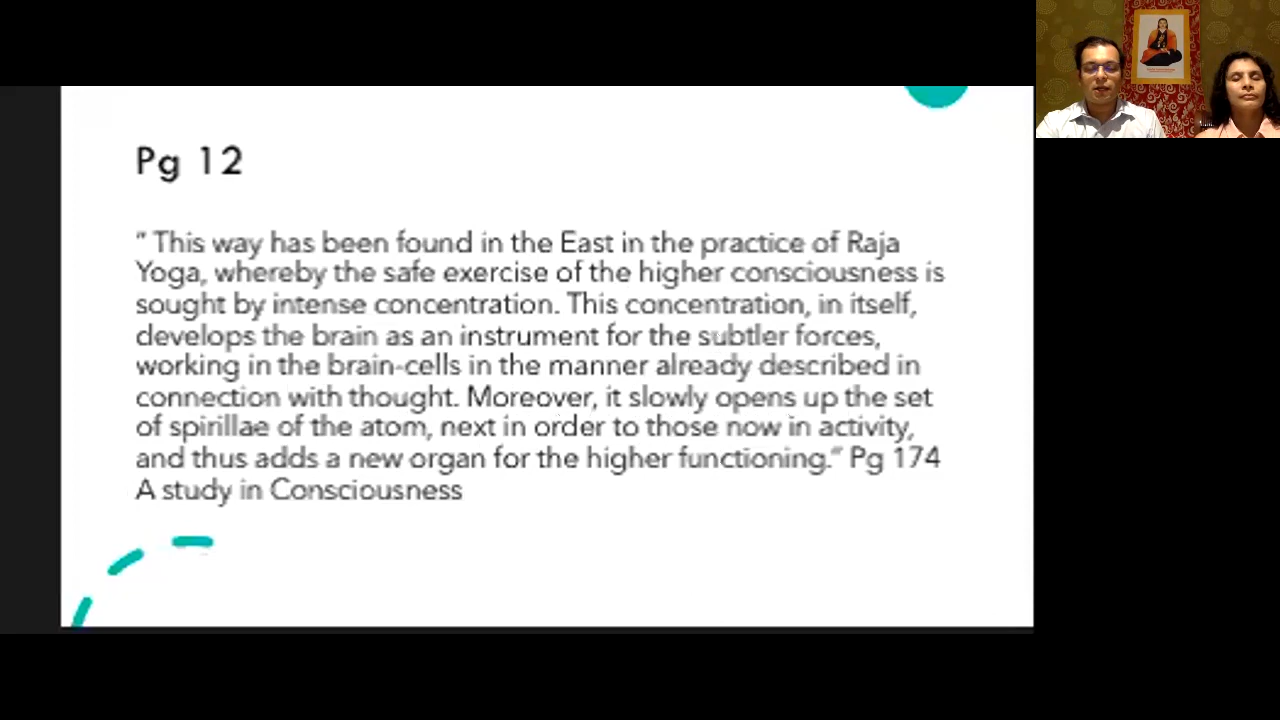 Pg 12
" This way has been found in the East in the practice of Raja
Yoga, whereby the safe exercise of the higher consciousness is
sought by intense concentration. This concentration, in itself,
develops the brain as an instrument for the subtler forces,
working in the brain-cells in the manner already described in
connection with thought. Moreover, it slowly opens up the set
of spirillae of the atom, next in order to those now in activity,
and thus adds a new organ for the higher functioning." Pg 174
A study in Consciousness